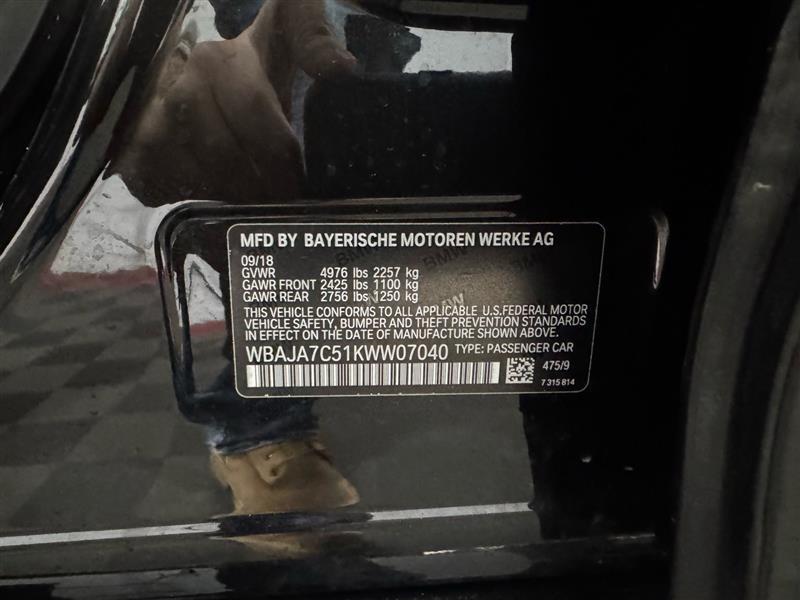 MFD BY BAYERISCHE MOTOREN WERKE AG
09/18
GVWR 4976 lbs 2257 kg
GAWR FRONT 2425 lbs 1100 kg
GAWR REAR 2756 lbs 1250 kg
THIS VEHICLE CONFORMS TO ALL APPLICABLE U.S.FEDERAL MOTOR
VEHICLE SAFETY, BUMPER AND THEFT PREVENTION STANDARDS
IN EFFECT ON THE DATE OF MANUFACTURE SHOWN ABOVE.
WBAJA7C51KWW07040 TYPE: PASSENGER CAR
475/9
7 315 814
BMW
BMW